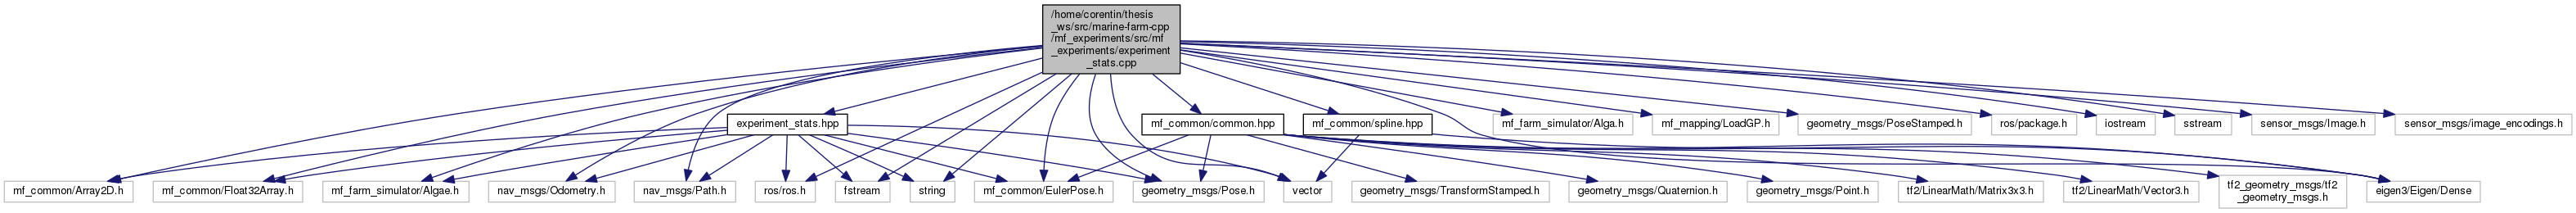 /home/corentin/thesis
_ws/src/marine-farm-cpp
/mf_experiments/src/mf
_experiments/experiment
_stats.cpp
experiment_stats.hpp
mf_common/common.hpp
mf_common/spline.hpp
mf_farm_simulator/Alga.h
mf_mapping/LoadGP.h
geometry_msgs/PoseStamped.h
ros/package.h
iostream
sstream
sensor_msgs/Image.h
sensor_msgs/image_encodings.h
mf_common/Array2D.h
mf_common/Float32Array.h
mf_farm_simulator/Algae.h
nav_msgs/Odometry.h
nav_msgs/Path.h
ros/ros.h
fstream
string
mf_common/EulerPose.h
geometry_msgs/Pose.h
vector
geometry_msgs/TransformStamped.h
geometry_msgs/Quaternion.h
geometry_msgs/Point.h
tf2/LinearMath/Matrix3x3.h
tf2/LinearMath/Vector3.h
tf2_geometry_msgs/tf2
_geometry_msgs.h
eigen3/Eigen/Dense